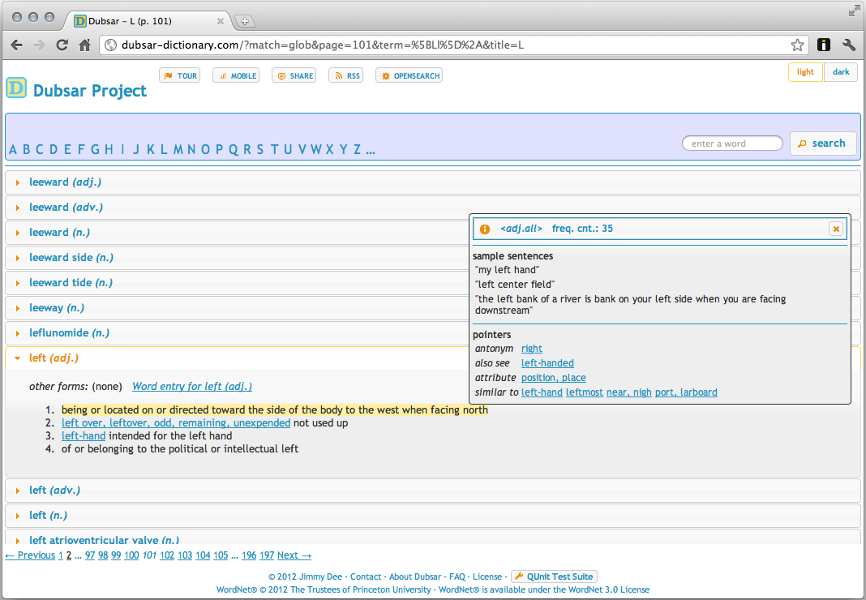 Dubsar – L (p. 101)
dubsar-dictionary.com/?match=glob&page=101&term=%5BLl%5D%2A&title=L
D Dubsar Project
TOUR MOBILE SHARE RSS OPENSEARCH
light dark
A B C D E F G H I J K L M N O P Q R S T U V W X Y Z ...
enter a word search
leeward (adj.)
leeward (adv.)
leeward (n.)
leeward side (n.)
leeward tide (n.)
leeway (n.)
leflunomide (n.)
left (adj.)
other forms: (none) Word entry for left (adj.)
1. being or located on or directed toward the side of the body to the west when facing north
2. left over, leftover, odd, remaining, unexpended not used up
3. left-hand intended for the left hand
4. of or belonging to the political or intellectual left
<adj.all> freq. cnt.: 35
sample sentences
"my left hand"
"left center field"
"the left bank of a river is bank on your left side when you are facing
downstream"
pointers
antonym right
also see left-handed
attribute position, place
similar to left-hand leftmost near, nigh port, larboard
left (adv.)
left (n.)
left atrioventricular valve (n.)
← Previous 1 2 ... 97 98 99 100 101 102 103 104 105 ... 196 197 Next →
© 2012 Jimmy Dee · Contact · About Dubsar · FAQ · License · QUnit Test Suite
WordNet® © 2012 The Trustees of Princeton University · WordNet® is available under the WordNet 3.0 License